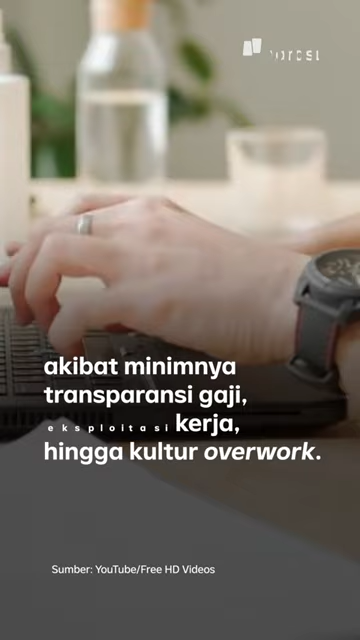 akibat minimnya
transparansi gaji,
eksploitasi kerja,
hingga kultur overwork.
Sumber: YouTube/Free HD Videos